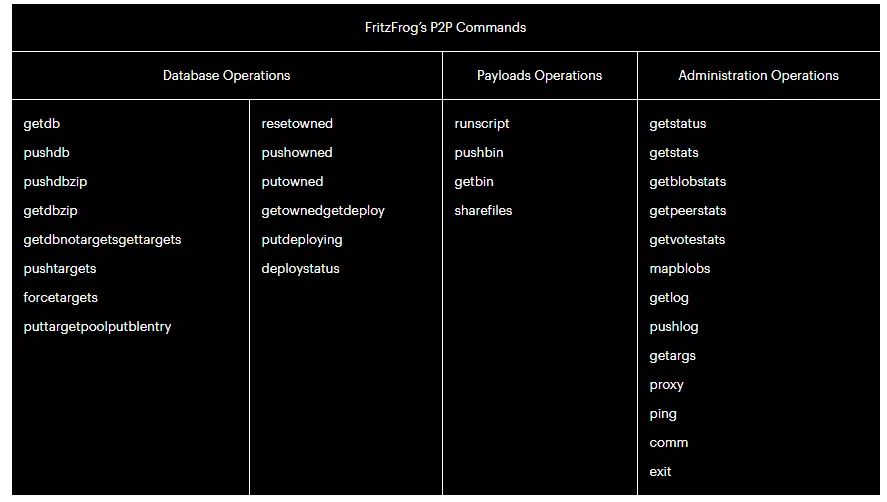 FritzFrog's P2P Commands
Database Operations
Payloads Operations
Administration Operations
getdb
pushdb
pushdbzip
getdbzip
getdbnotargetsgettargets
pushtargets
forcetargets
puttargetpoolputblentry
resetowned
pushowned
putowned
getownedgetdeploy
putdeploying
deploystatus
runscript
pushbin
getbin
sharefiles
getstatus
getstats
getblobstats
getpeerstats
getvotestats
mapblobs
getlog
pushlog
getargs
proxy
ping
comm
exit